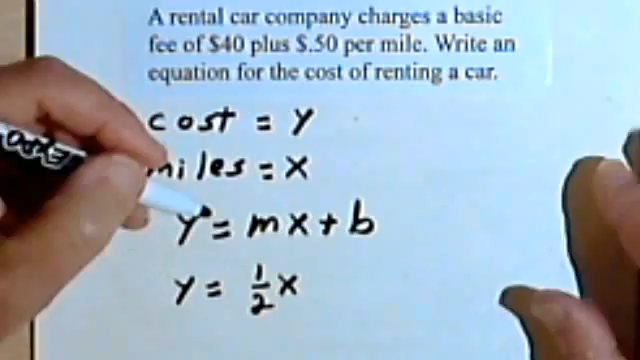 A rental car company charges a basic
fee of $40 plus $.50 per mile. Write an
equation for the cost of renting a car.
cost = y
miles = x
y = mx + b
y = 1/2 x
EXPO